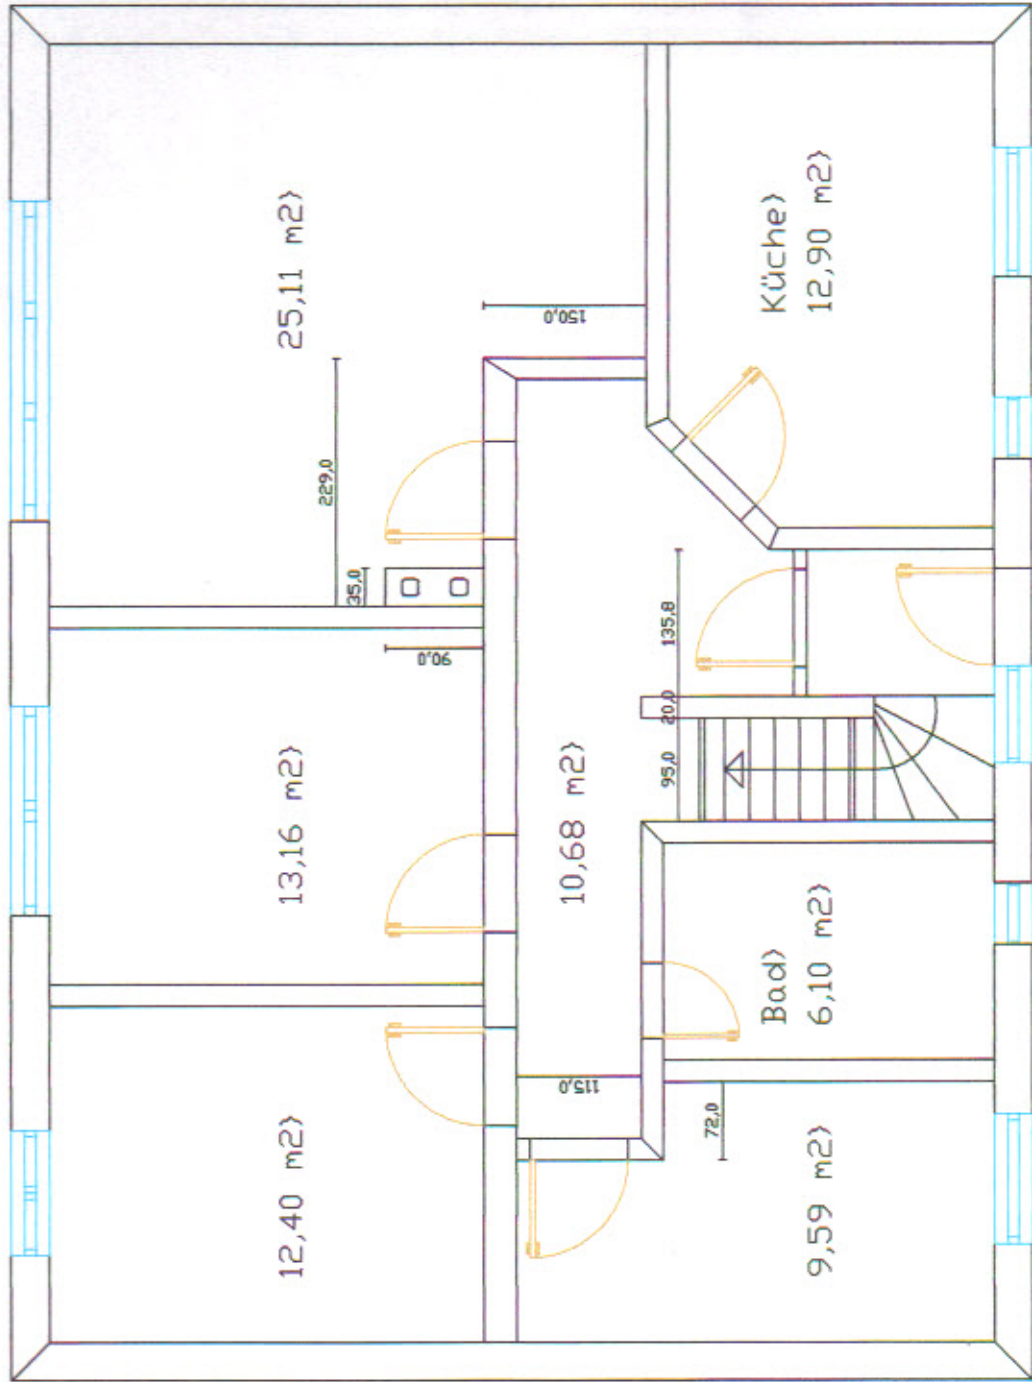 25,11 m2}
Küche}
12,90 m2}
150,0
229,0
35,0
90,0
135,8
20,0
95,0
13,16 m2}
10,68 m2}
Bad}
6,10 m2}
115,0
72,0
12,40 m2}
9,59 m2}